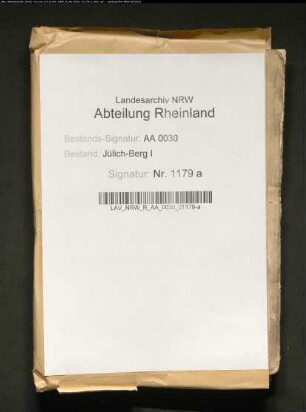 Landesarchiv NRW
Abteilung Rheinland
Bestands-Signatur: AA 0030
Bestand: Jülich-Berg I
Signatur: Nr. 1179 a
LAV_NRW_R_AA_0030_01179-a